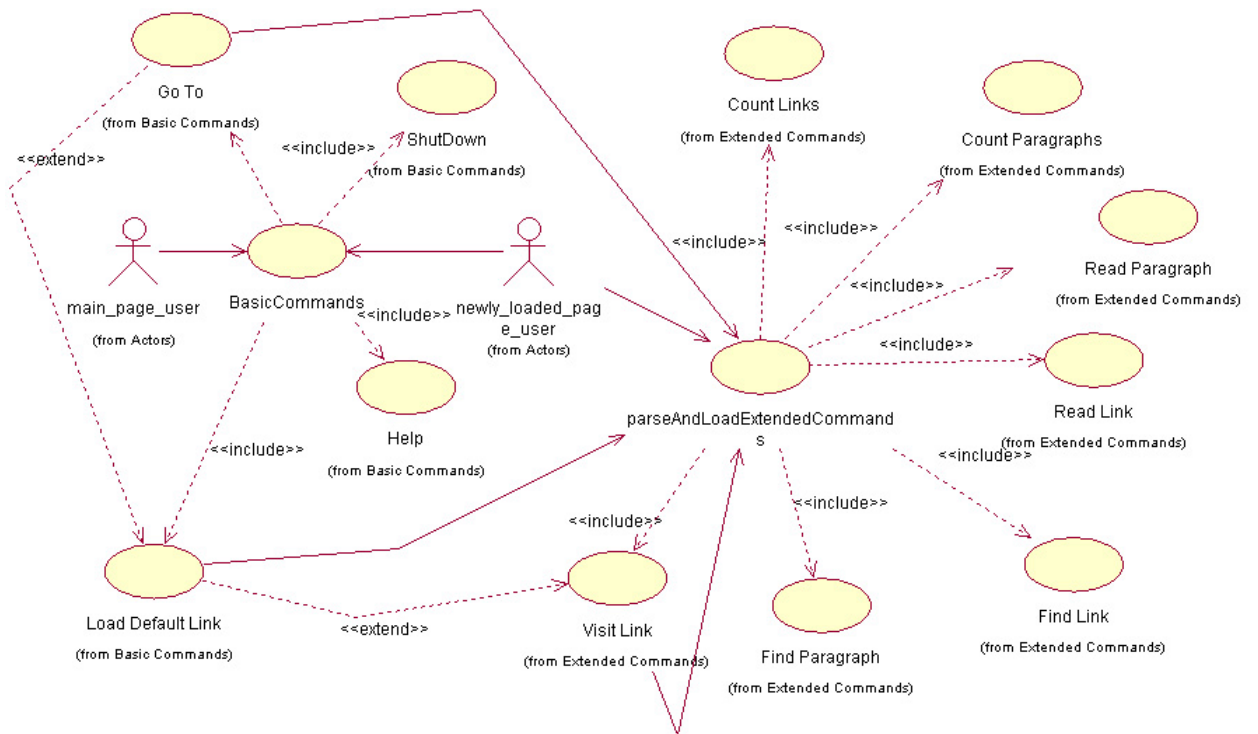 Go To
(from Basic Commands)
<<extend>>
<<include>>
ShutDown
(from Basic Commands)
Count Links
(from Extended Commands)
Count Paragraphs
(from Extended Commands)
<<include>>
<<include>>
Read Paragraph
(from Extended Commands)
<<include>>
main_page_user
(from Actors)
BasicCommands
<<include>>
newly_loaded_pag
e_user
(from Actors)
<<include>>
Read Link
(from Extended Commands)
parseAndLoadExtendedCommand
s
Help
(from Basic Commands)
<<include>>
<<include>>
<<include>>
<<include>>
Load Default Link
(from Basic Commands)
<<extend>>
Visit Link
(from Extended Commands)
Find Paragraph
(from Extended Commands)
Find Link
(from Extended Commands)